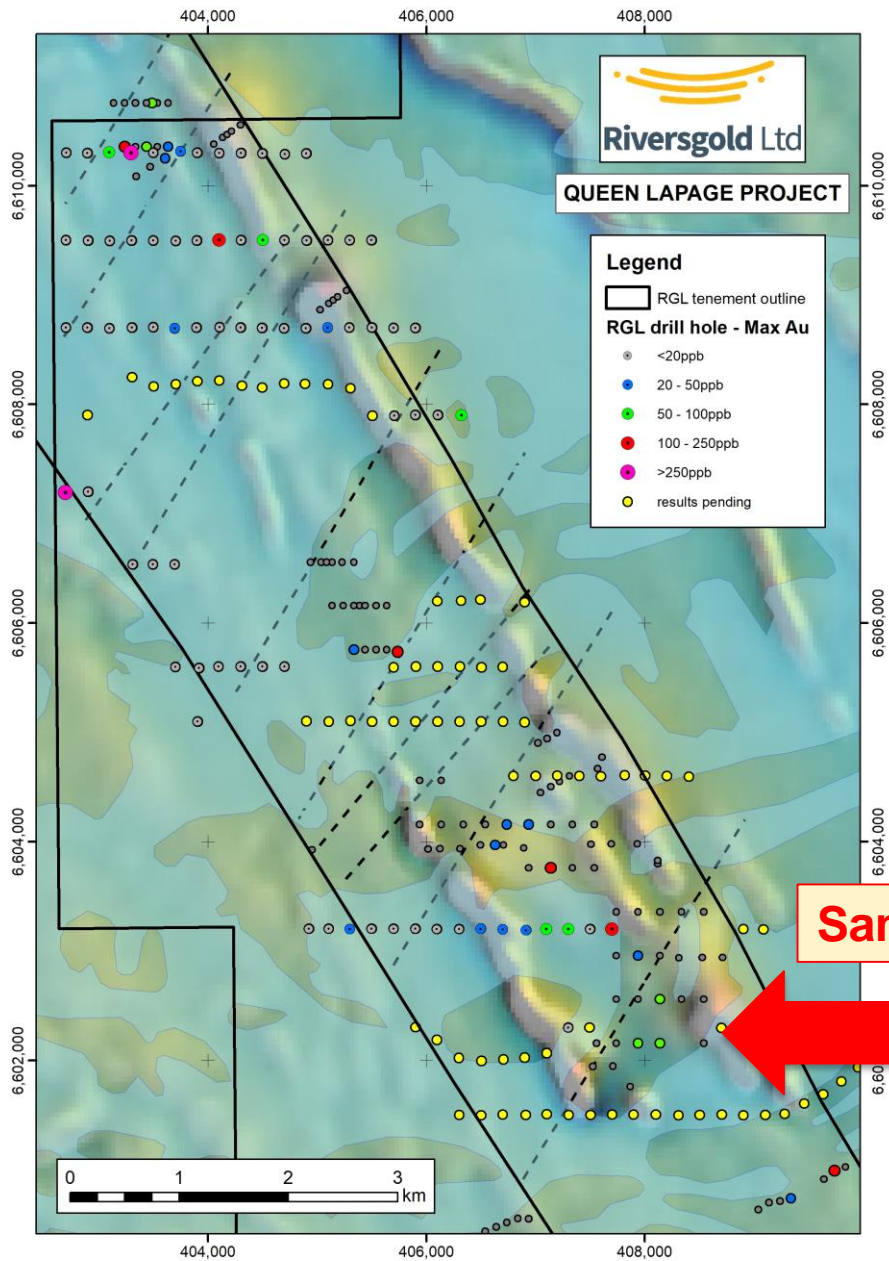 404,000 406,000 408,000
Riversgold Ltd
QUEEN LAPAGE PROJECT
Legend
RGL tenement outline
RGL drill hole - Max Au
<20ppb
20 - 50ppb
50 - 100ppb
100 - 250ppb
>250ppb
results pending
6,610,000 6,610,000
6,608,000 6,608,000
6,606,000 6,606,000
6,604,000 6,604,000
San
6,602,000 6,60
0 1 2 3
km
404,000 406,000 408,000